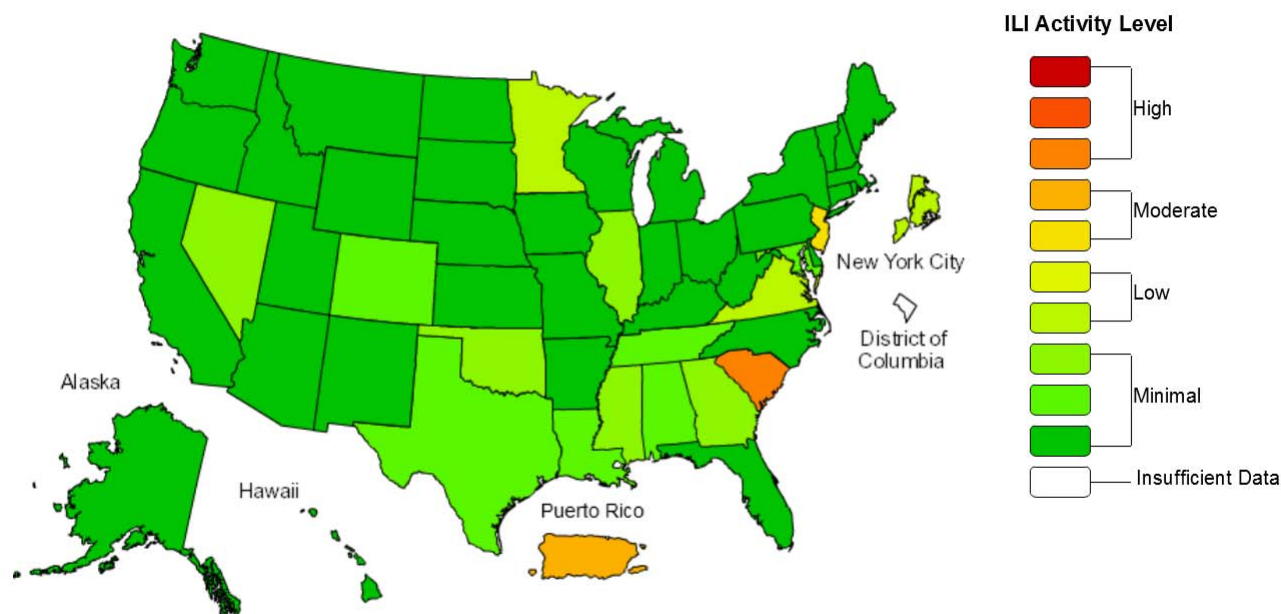 ILI Activity Level
High
Moderate
New York City
Low
District of
Columbia
Alaska
Minimal
Hawaii
Insufficient Data
Puerto Rico